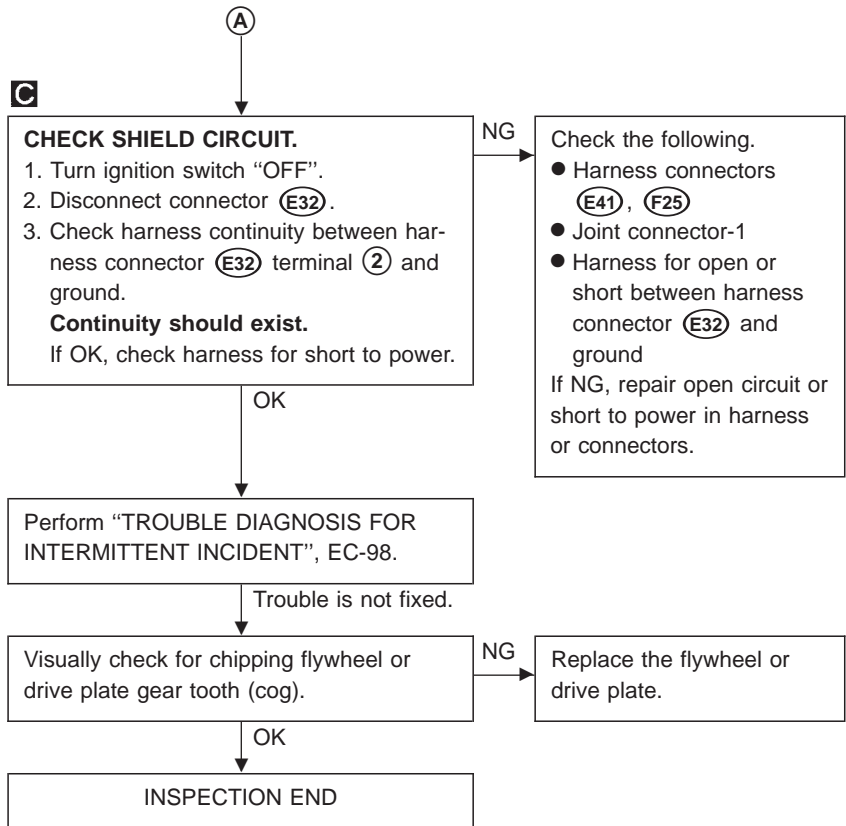 A
C
CHECK SHIELD CIRCUIT.
1. Turn ignition switch “OFF”.
2. Disconnect connector E32.
3. Check harness continuity between har-
ness connector E32 terminal 2 and
ground.
Continuity should exist.
If OK, check harness for short to power.
NG
Check the following.
● Harness connectors
E41, F25
● Joint connector-1
● Harness for open or
short between harness
connector E32 and
ground
If NG, repair open circuit or
short to power in harness
or connectors.
OK
Perform “TROUBLE DIAGNOSIS FOR
INTERMITTENT INCIDENT”, EC-98.
Trouble is not fixed.
Visually check for chipping flywheel or
drive plate gear tooth (cog).
NG
Replace the flywheel or
drive plate.
OK
INSPECTION END